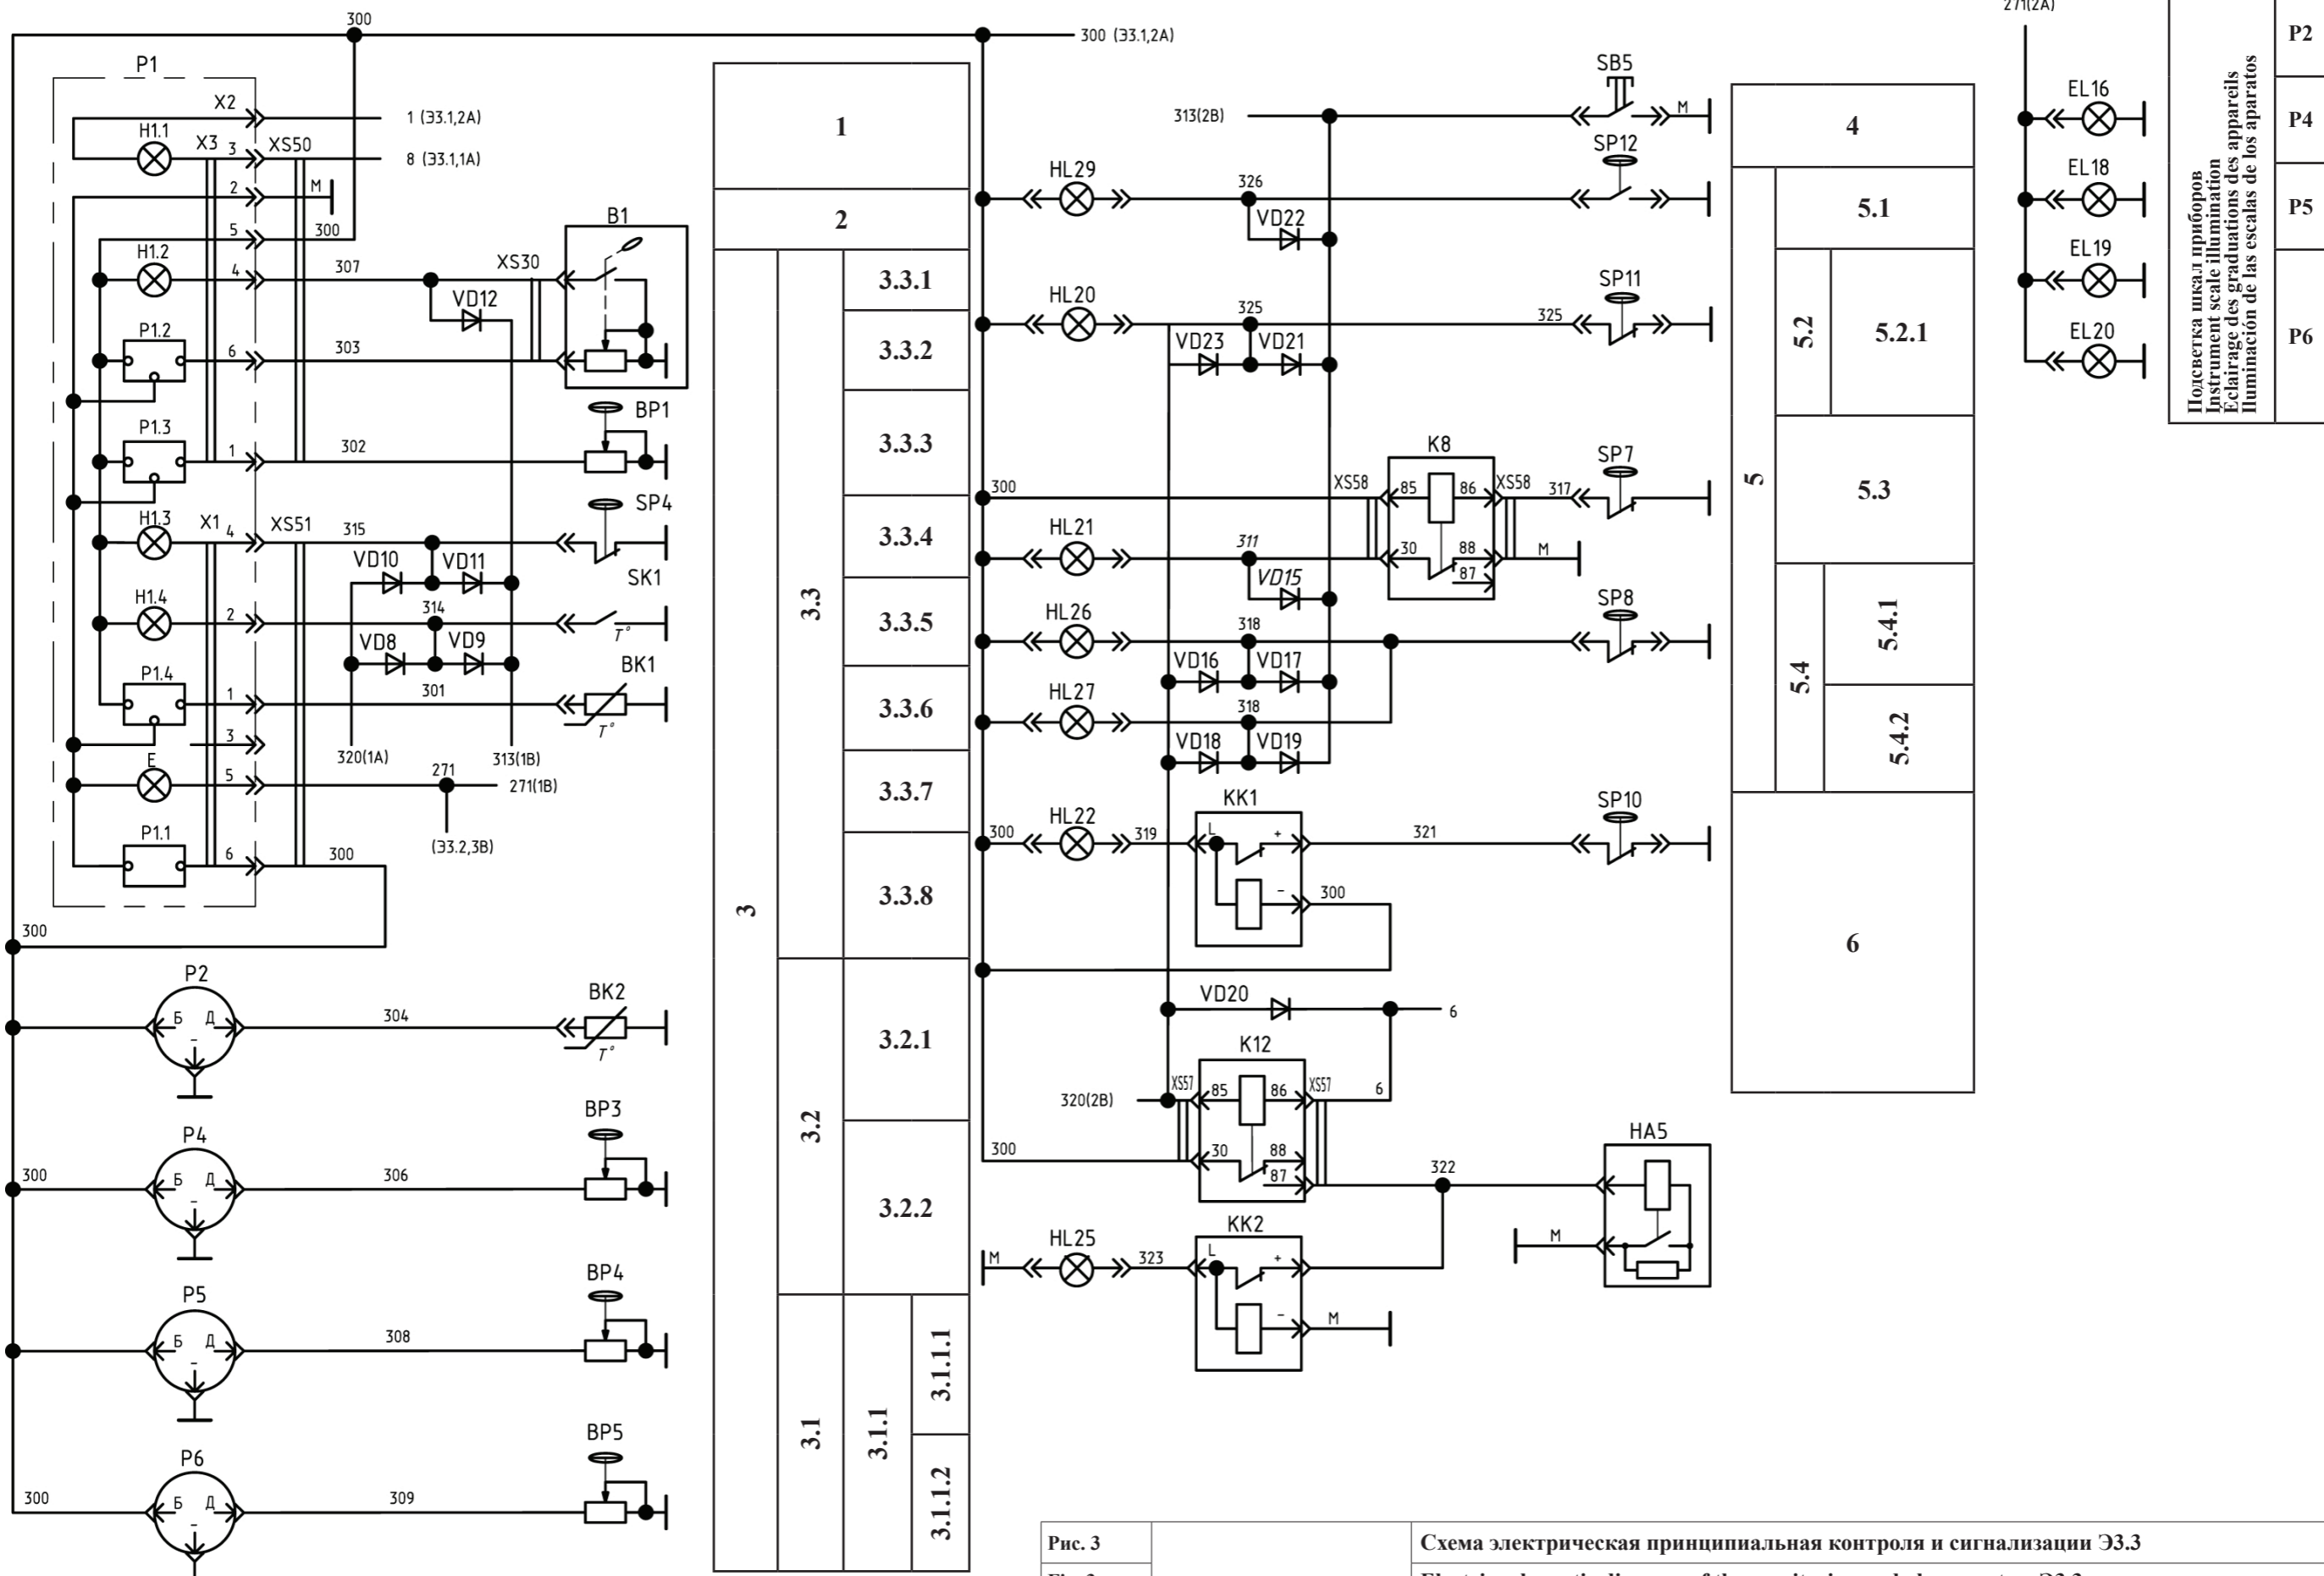 300
300 (Э3.1,2A)
P1
X2
1 (Э3.1,2A)
H1.1
X3
3
XS50
8 (Э3.1,1A)
2
M
5
300
H1.2
4
307
XS30
B1
VD12
P1.2
6
303
BP1
P1.3
1
302
SP4
H1.3
X1
4
XS51
315
VD10
VD11
SK1
H1.4
2
314
T°
VD8
VD9
BK1
P1.4
1
301
T°
3
320(1A)
313(1B)
E
5
271
271(1B)
(Э3.2,3B)
P1.1
6
300
300
P2
Б
Д
-
304
BK2
T°
P4
300
Б
Д
-
306
BP3
P5
Б
Д
-
308
BP4
P6
300
Б
Д
-
309
BP5
1
2
3
3.3
3.3.1
3.3.2
3.3.3
3.3.4
3.3.5
3.3.6
3.3.7
3.3.8
3.2
3.2.1
3.2.2
3.1
3.1.1
3.1.1.1
3.1.1.2
313(2B)
SB5
M
SP12
HL29
326
VD22
HL20
325
325
SP11
VD23
VD21
K8
SP7
300
XS58
85
86
XS58
317
HL21
311
30
88
87
M
VD15
SP8
HL26
318
VD16
VD17
HL27
318
VD18
VD19
KK1
SP10
300
HL22
319
L
+
321
-
300
VD20
6
K12
320(2B)
XS57
85
86
XS57
6
300
30
88
87
322
HA5
M
KK2
M
HL25
323
L
+
-
M
4
5
5.1
5.2
5.2.1
5.3
5.4
5.4.1
5.4.2
6
271(2A)
EL16
EL18
EL19
EL20
Подсветка шкал приборов
Instrument scale illumination
Eclairage des graduations des appareils
Iluminación de las escalas de los aparatos
P2
P4
P5
P6
Рис. 3
Схема электрическая принципиальная контроля и сигнализации Э3.3